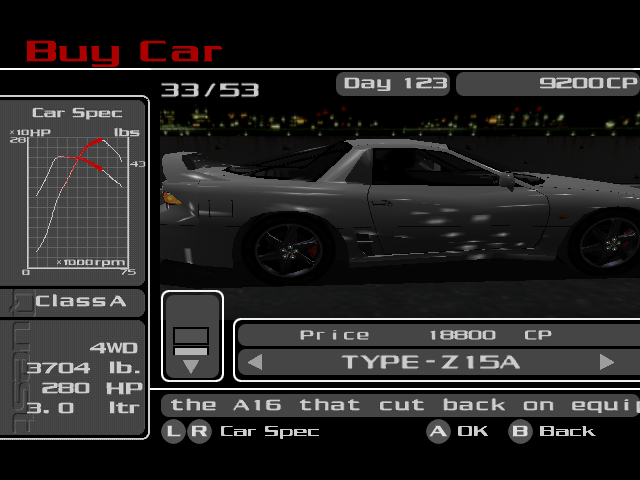 Buy Car
33/53
Day 123
9200CP
Car Spec
×10HP lbs
28
43
×1000rpm
0 75
ClassA
4WD
3704 lb.
280 HP
3.0 ltr
Price 18800 CP
TYPE-Z15A
the A16 that cut back on equip
L R Car Spec
A OK B Back